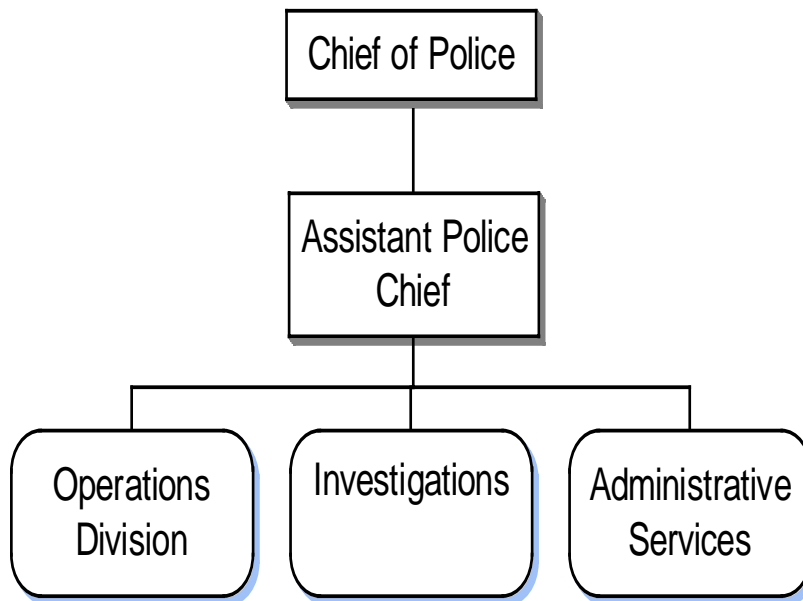 Chief of Police
Assistant Police
Chief
Operations
Division
Investigations
Administrative
Services